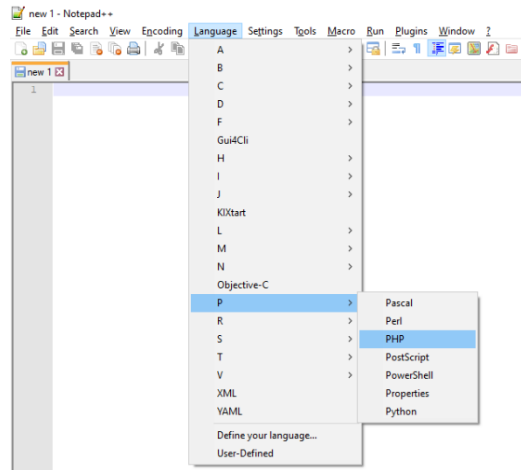 new 1 - Notepad++
File Edit Search View Encoding Language Settings Tools Macro Run Plugins Window ?
new 1
1
A
B
C
D
F
Gui4Cli
H
I
J
KIXtart
L
M
N
Objective-C
P
R
S
T
V
XML
YAML
Define your language...
User-Defined
Pascal
Perl
PHP
PostScript
PowerShell
Properties
Python